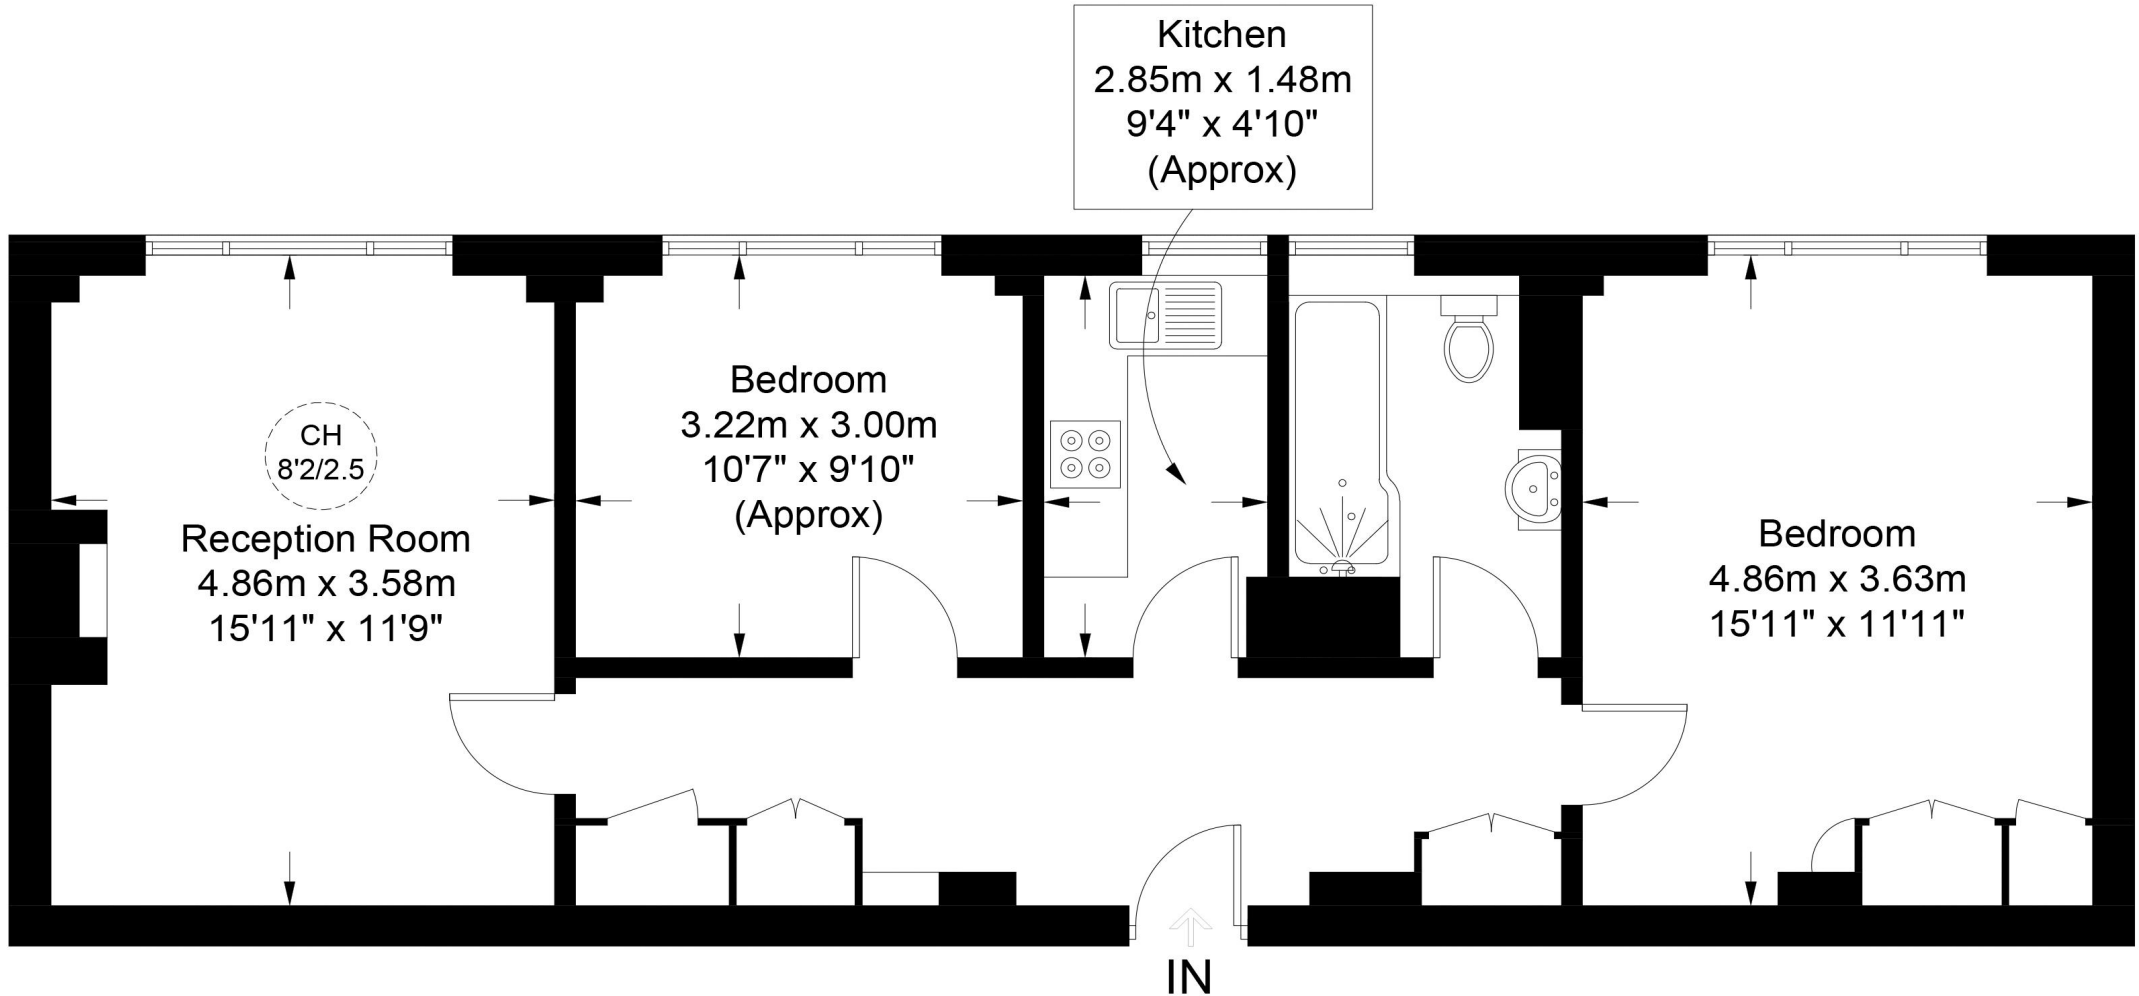 Kitchen
2.85m x 1.48m
9'4" x 4'10"
(Approx)
Bedroom
3.22m x 3.00m
10'7" x 9'10"
(Approx)
CH
8'2/2.5
Reception Room
4.86m x 3.58m
15'11" x 11'9"
Bedroom
4.86m x 3.63m
15'11" x 11'11"
IN